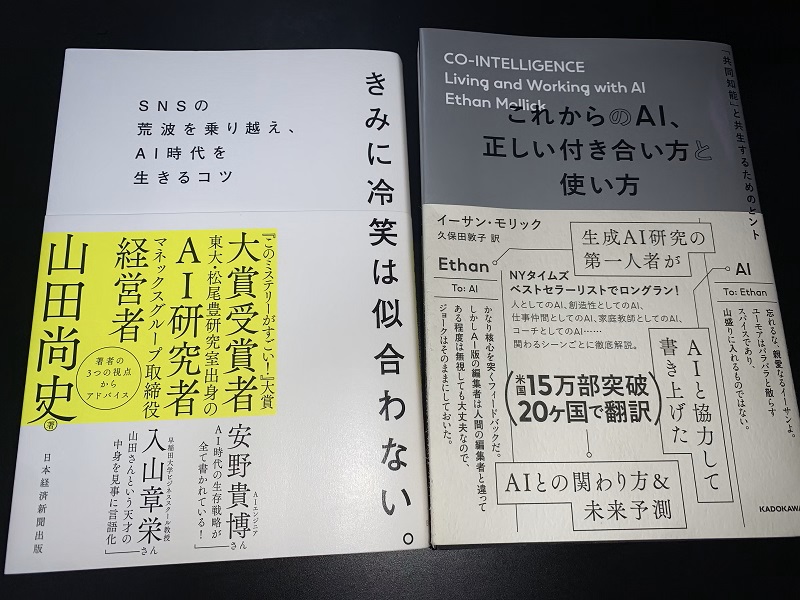 きみに冷笑は似合わない。
SNSの
荒波を乗り越え、
AI時代を
生きるコツ
『このミステリーがすごい!』大賞
大賞受賞者
東大・松尾豊研究室出身の
AI研究者
マネックスグループ取締役
経営者
山田尚史 著
著者の
3つの視点
から
アドバイス
AIエンジニア
安野貴博さん
AI時代の生存戦略が
全て書かれている!
早稲田大学ビジネススクール教授
入山章栄さん
山田さんという天才の
中身を見事に言語化
日本経済新聞出版
CO-INTELLIGENCE
Living and Working with AI
Ethan Mollick
これからのAI、
正しい付き合い方と
使い方
「共同知能」と共生するためのヒント
イーサン・モリック
久保田敦子 訳
生成AI研究の
第一人者が
Ethan
To: AI
AI
To: Ethan
NYタイムズ
ベストセラーリストでロングラン!
人としてのAI、創造性としてのAI、
仕事仲間としてのAI、家庭教師としてのAI、
コーチとしてのAI……
関わるシーンごとに徹底解説。
忘れるな、親愛なるイーサンよ。
ユーモアはパラパラと散らす
スパイスであり、
山盛りに入れるものではない。
かなり核心を突くフィードバックだ。
しかしAI版の編集者は人間の編集者と違って
ある程度は無視しても大丈夫なので、
ジョークはそのままにしておいた。
AIと協力して
書き上げた
米国15万部突破
20ヶ国で翻訳
AIとの関わり方&
未来予測
KADOKAWA